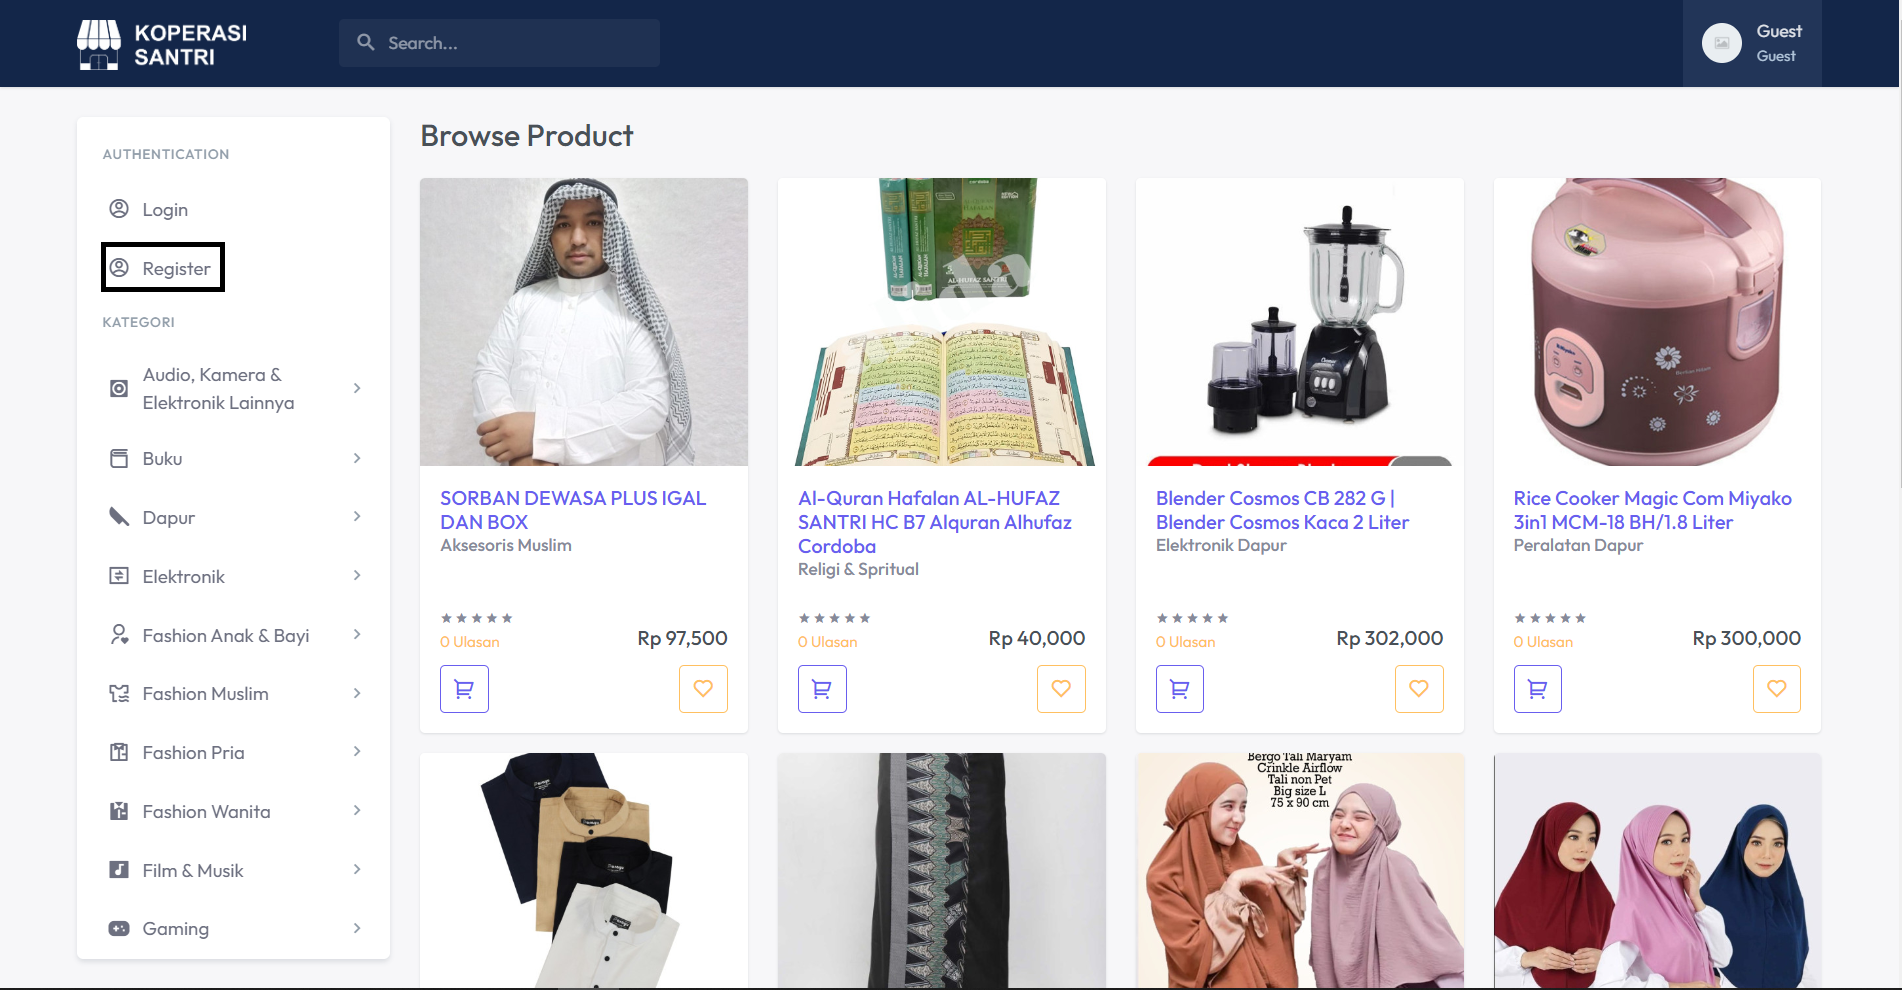 KOPERASI
SANTRI
Search...
Guest
Guest
AUTHENTICATION
Login
Register
KATEGORI
Audio, Kamera &
Elektronik Lainnya
Buku
Dapur
Elektronik
Fashion Anak & Bayi
Fashion Muslim
Fashion Pria
Fashion Wanita
Film & Musik
Gaming
Browse Product
SORBAN DEWASA PLUS IGAL
DAN BOX
Aksesoris Muslim
0 Ulasan
Rp 97,500
AL-HUFAZ SANTRI
Al-Quran Hafalan AL-HUFAZ
SANTRI HC B7 Alquran Alhufaz
Cordoba
Religi & Spritual
0 Ulasan
Rp 40,000
Blender Cosmos CB 282 G |
Blender Cosmos Kaca 2 Liter
Elektronik Dapur
0 Ulasan
Rp 302,000
Rice Cooker Magic Com Miyako
3in1 MCM-18 BH/1.8 Liter
Peralatan Dapur
0 Ulasan
Rp 300,000
Bergo Tali Maryam
Crinkle Airflow
Tali non Pet
Big size L
75 x 90 cm